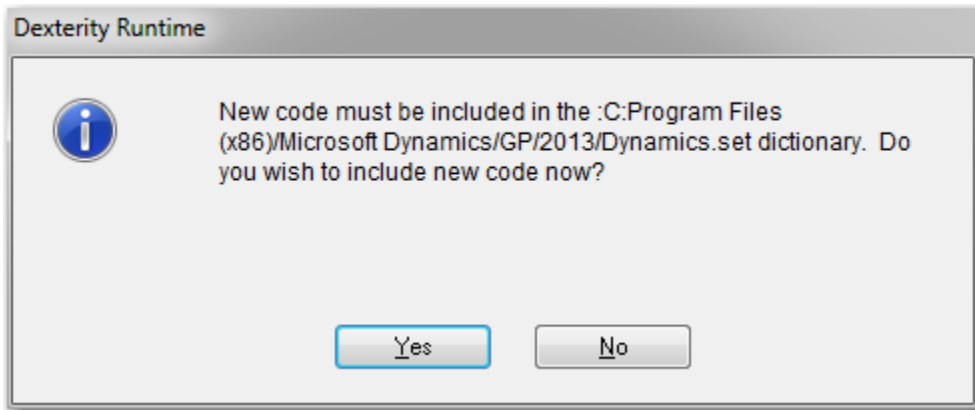 Dexterity Runtime
New code must be included in the :C:Program Files
(x86)/Microsoft Dynamics/GP/2013/Dynamics.set dictionary.  Do
you wish to include new code now?
Yes No